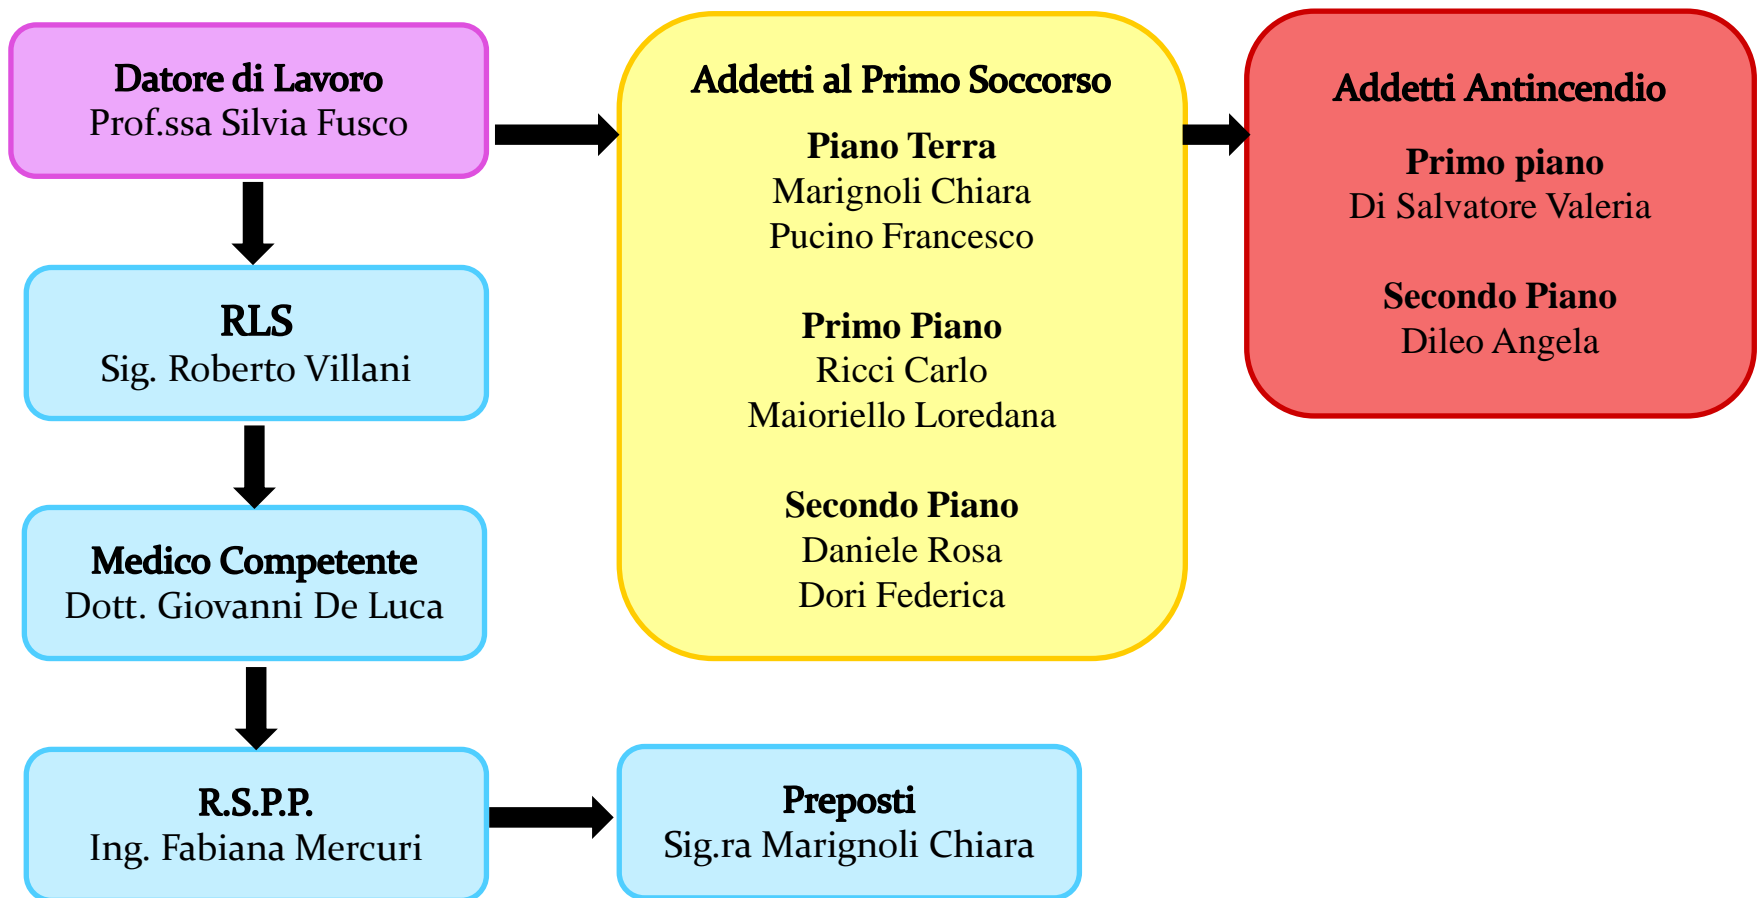 Datore di Lavoro
Prof.ssa Silvia Fusco
RLS
Sig. Roberto Villani
Medico Competente
Dott. Giovanni De Luca
R.S.P.P.
Ing. Fabiana Mercuri
Preposti
Sig.ra Marignoli Chiara
Addetti al Primo Soccorso
Piano Terra
Marignoli Chiara
Pucino Francesco
Primo Piano
Ricci Carlo
Maioriello Loredana
Secondo Piano
Daniele Rosa
Dori Federica
Addetti Antincendio
Primo piano
Di Salvatore Valeria
Secondo Piano
Dileo Angela